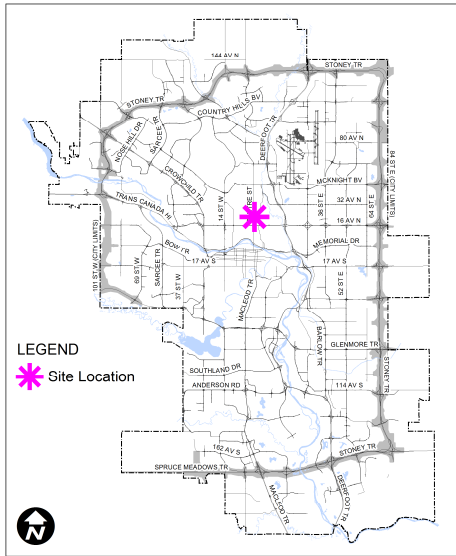 144 AV N
STONEY TR
STONEY TR
COUNTRY HILLS BV
NOSE HILL DR
SARCEE TR
DEERFOOT TR
80 AV N
CROWCHILD TR
MCKNIGHT BV
84 ST E (CITY LIMITS)
TRANS CANADA HI
14 ST W
RE ST
36 ST E
32 AV N
64 ST E
16 AV N
101 ST W (CITY LIMITS)
BOW TR
MEMORIAL DR
17 AV S
17 AV S
69 ST W
SARCEE TR
37 ST W
MACLEOD TR
52 ST E
BARLOW TR
LEGEND
Site Location
GLENMORE TR
SOUTHLAND DR
STONEY TR
ANDERSON RD
114 AV S
162 AV S
STONEY TR
SPRUCE MEADOWS TR
MACLEOD TR
DEERFOOT TR
N